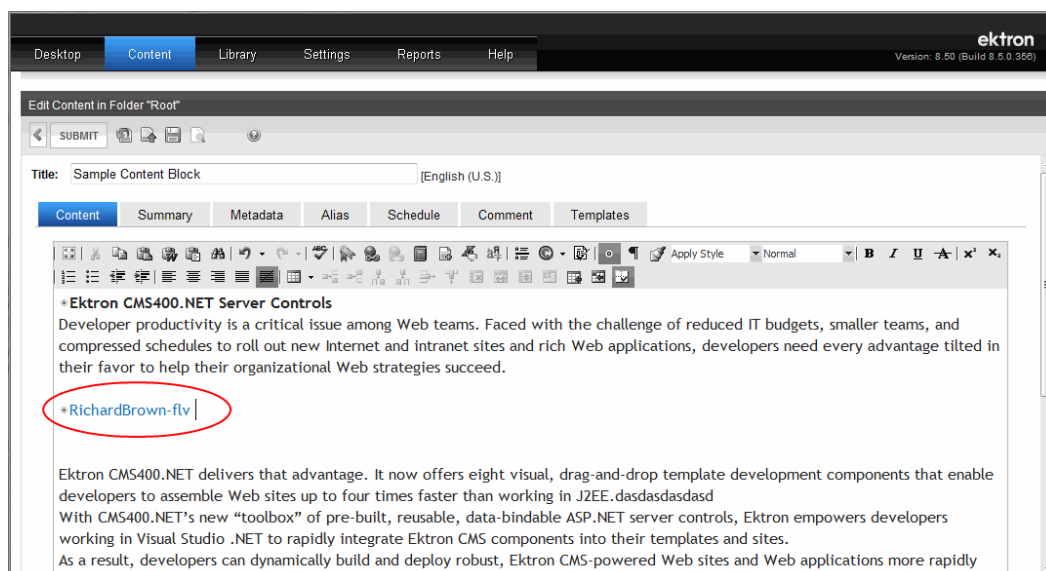 ektron
Desktop Content Library Settings Reports Help
Version: 8.50 (Build 8.5.0.356)
Edit Content in Folder "Root"
SUBMIT
Title: Sample Content Block [English (U.S.)]
Content Summary Metadata Alias Schedule Comment Templates
ABC Apply Style Normal B I U A x² x₂
Ektron CMS400.NET Server Controls
Developer productivity is a critical issue among Web teams. Faced with the challenge of reduced IT budgets, smaller teams, and
compressed schedules to roll out new Internet and intranet sites and rich Web applications, developers need every advantage tilted in
their favor to help their organizational Web strategies succeed.
RichardBrown-flv
Ektron CMS400.NET delivers that advantage. It now offers eight visual, drag-and-drop template development components that enable
developers to assemble Web sites up to four times faster than working in J2EE.dasdasdasdasd
With CMS400.NET’s new “toolbox” of pre-built, reusable, data-bindable ASP.NET server controls, Ektron empowers developers
working in Visual Studio .NET to rapidly integrate Ektron CMS components into their templates and sites.
As a result, developers can dynamically build and deploy robust, Ektron CMS-powered Web sites and Web applications more rapidly